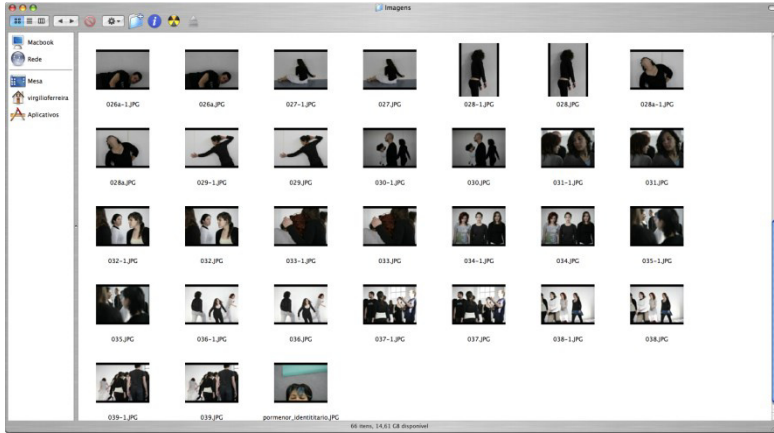 Imagens
Macbook
Rede
Mesa
virgilioferreira
Aplicativos
026a-1.JPG
026a.JPG
027-1.JPG
027.JPG
028-1.JPG
028.JPG
028a-1.JPG
028a.JPG
029-1.JPG
029.JPG
030-1.JPG
030.JPG
031-1.JPG
031.JPG
032-1.JPG
032.JPG
033-1.JPG
033.JPG
034-1.JPG
034.JPG
035-1.JPG
035.JPG
036-1.JPG
036.JPG
037-1.JPG
037.JPG
038-1.JPG
038.JPG
039-1.JPG
039.JPG
pormenor_identititario.JPG
66 itens, 14,61 GB disponível